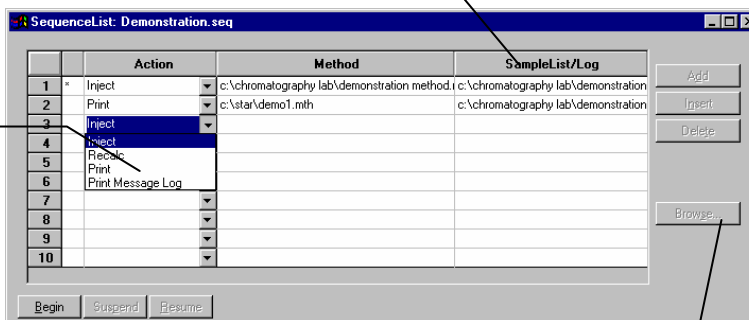 SequenceList: Demonstration.seq
Action Method SampleList/Log
1 * Inject c:\chromatography lab\demonstration method. c:\chromatography lab\demonstration
2 Print c:\star\demo1.mth c:\chromatography lab\demonstration
3 Inject
4 Inject
5 Recalc
6 Print
Print Message Log
7
8
9
10
Add
Insert
Delete
Browse...
Begin Suspend Resume